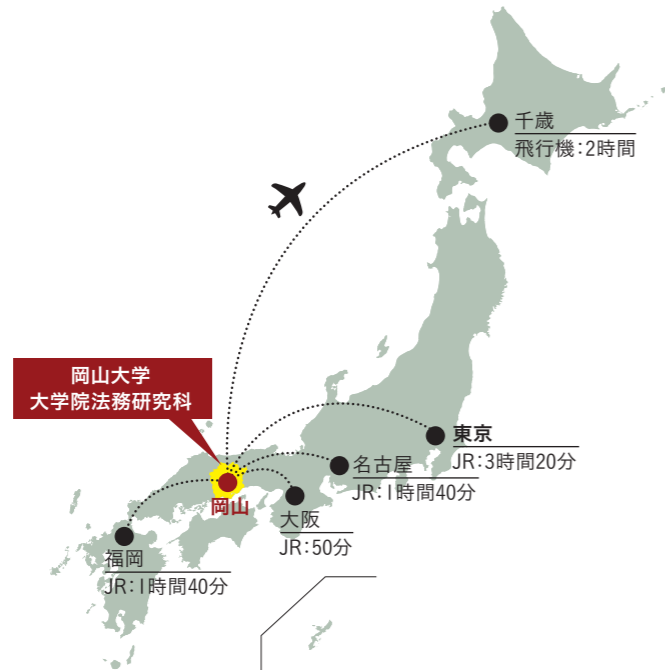 千歳
飛行機:2時間
岡山大学
大学院法務研究科
東京
JR:3時間20分
名古屋
JR:1時間40分
岡山
大阪
JR:50分
福岡
JR:1時間40分